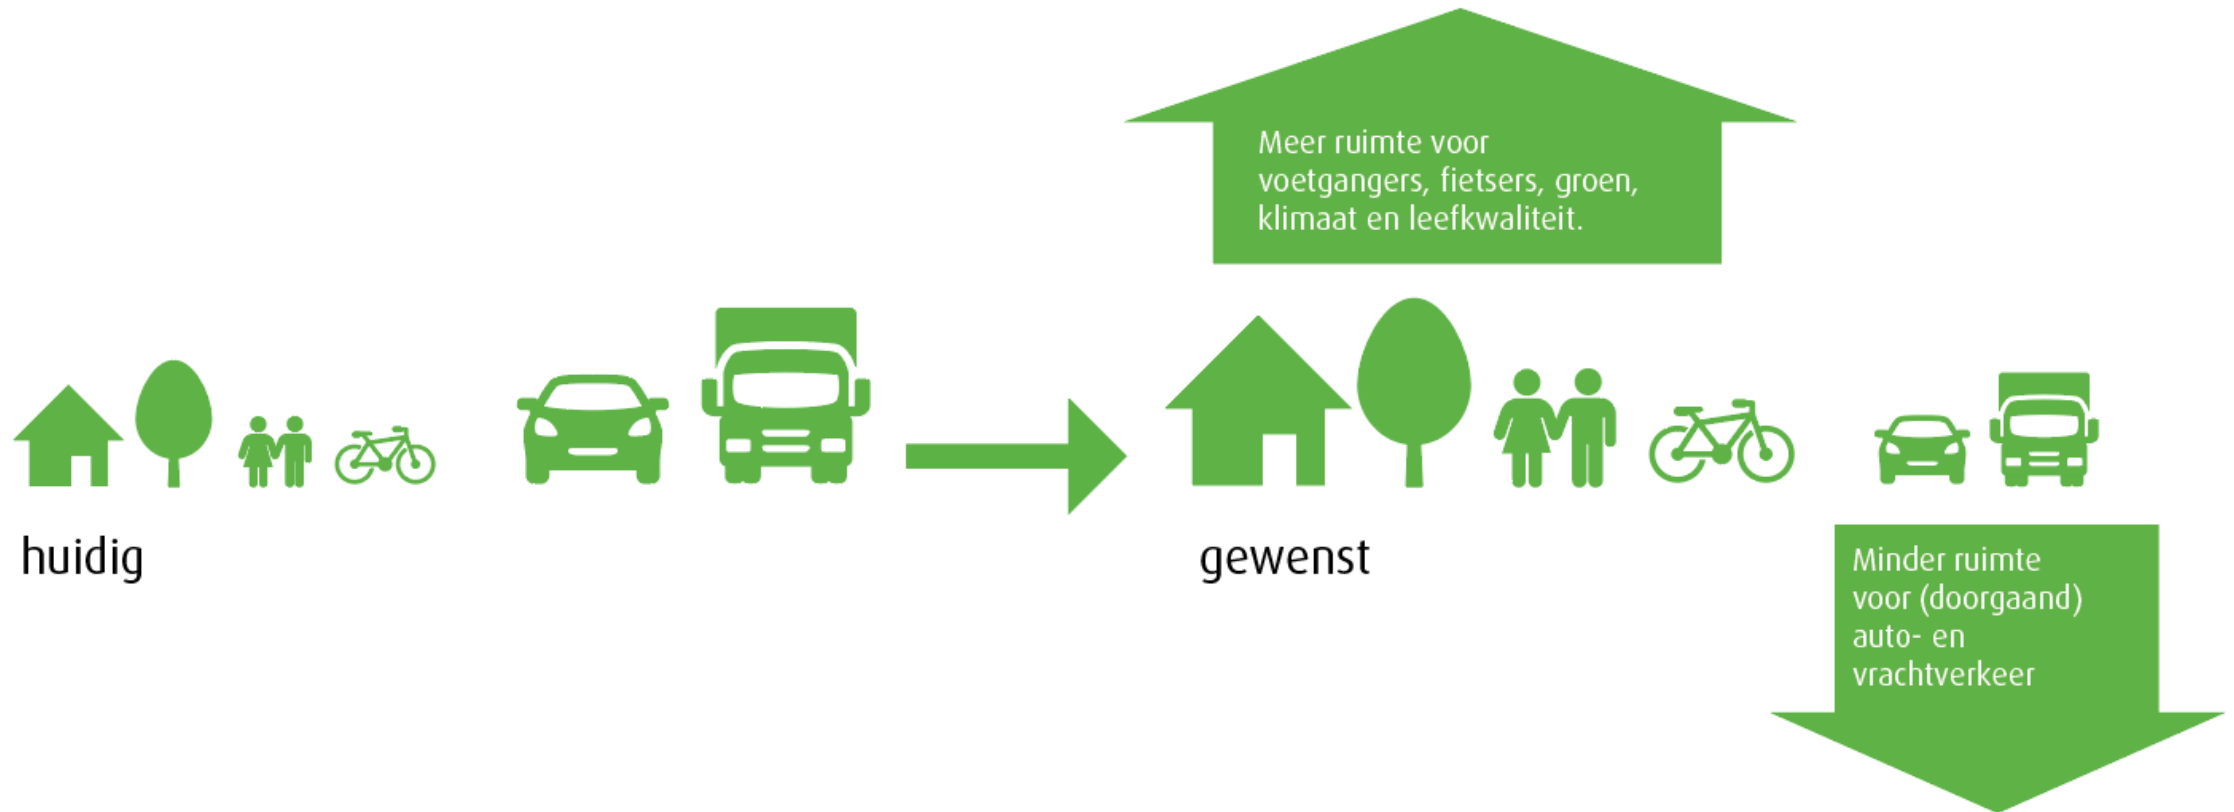 Meer ruimte voor
voetgangers, fietsers, groen,
klimaat en leefkwaliteit.
huidig
gewenst
Minder ruimte
voor (doorgaand)
auto- en
vrachtverkeer